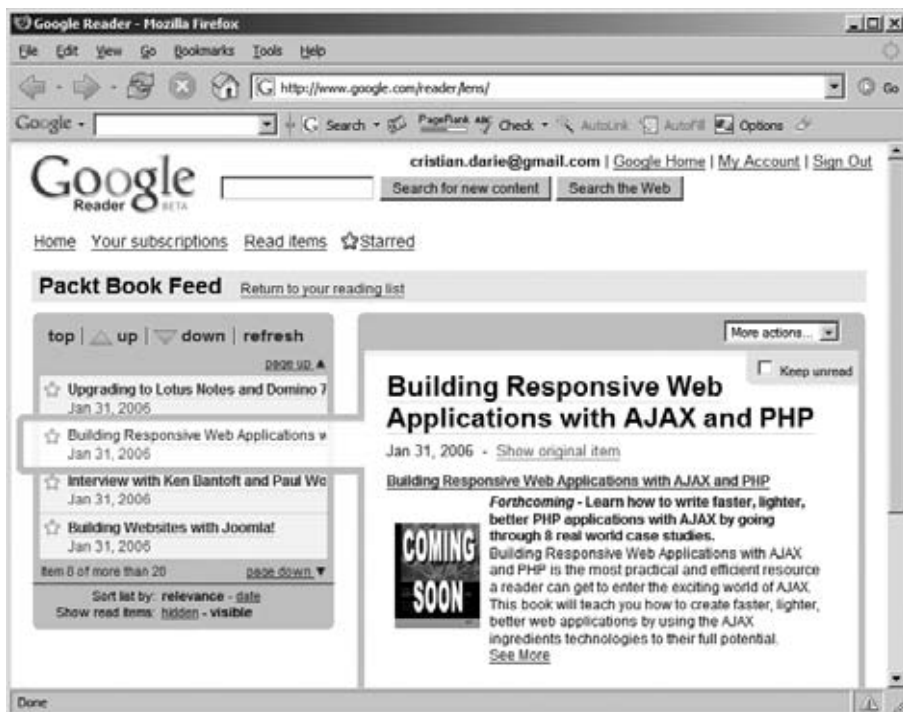 Google Reader - Mozilla Firefox
File Edit View Go Bookmarks Tools Help
http://www.google.com/reader/lens/ Go
Google Search PageRank ABC Check AutoLink AutoFill Options
cristian.darie@gmail.com | Google Home | My Account | Sign Out
Google Reader BETA
Search for new content Search the Web
Home Your subscriptions Read items Starred
Packt Book Feed Return to your reading list
top | up | down | refresh
page up
Upgrading to Lotus Notes and Domino 7
Jan 31, 2006
Building Responsive Web Applications w
Jan 31, 2006
Interview with Ken Bantoft and Paul Wo
Jan 31, 2006
Building Websites with Joomla!
Jan 31, 2006
Item 8 of more than 20 page down
Sort list by: relevance - date
Show read items: hidden - visible
More actions...
Keep unread
Building Responsive Web
Applications with AJAX and PHP
Jan 31, 2006 - Show original item
Building Responsive Web Applications with AJAX and PHP
COMING
SOON
Forthcoming - Learn how to write faster, lighter,
better PHP applications with AJAX by going
through 8 real world case studies.
Building Responsive Web Applications with AJAX
and PHP is the most practical and efficient resource
a reader can get to enter the exciting world of AJAX.
This book will teach you how to create faster, lighter,
better web applications by using the AJAX
ingredients technologies to their full potential.
See More
Done